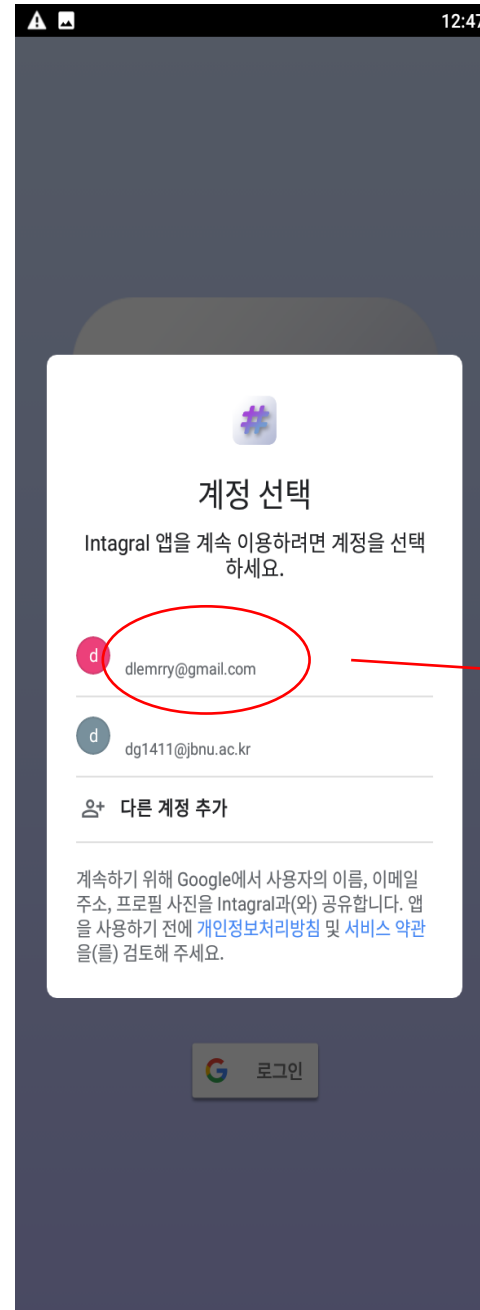 12:47
#
계정 선택
Intagral 앱을 계속 이용하려면 계정을 선택
하세요.
d
dlemrry@gmail.com
d
dg1411@jbnu.ac.kr
다른 계정 추가
계속하기 위해 Google에서 사용자의 이름, 이메일
주소, 프로필 사진을 Intagral과(와) 공유합니다. 앱
을 사용하기 전에 개인정보처리방침 및 서비스 약관
을(를) 검토해 주세요.
G 로그인